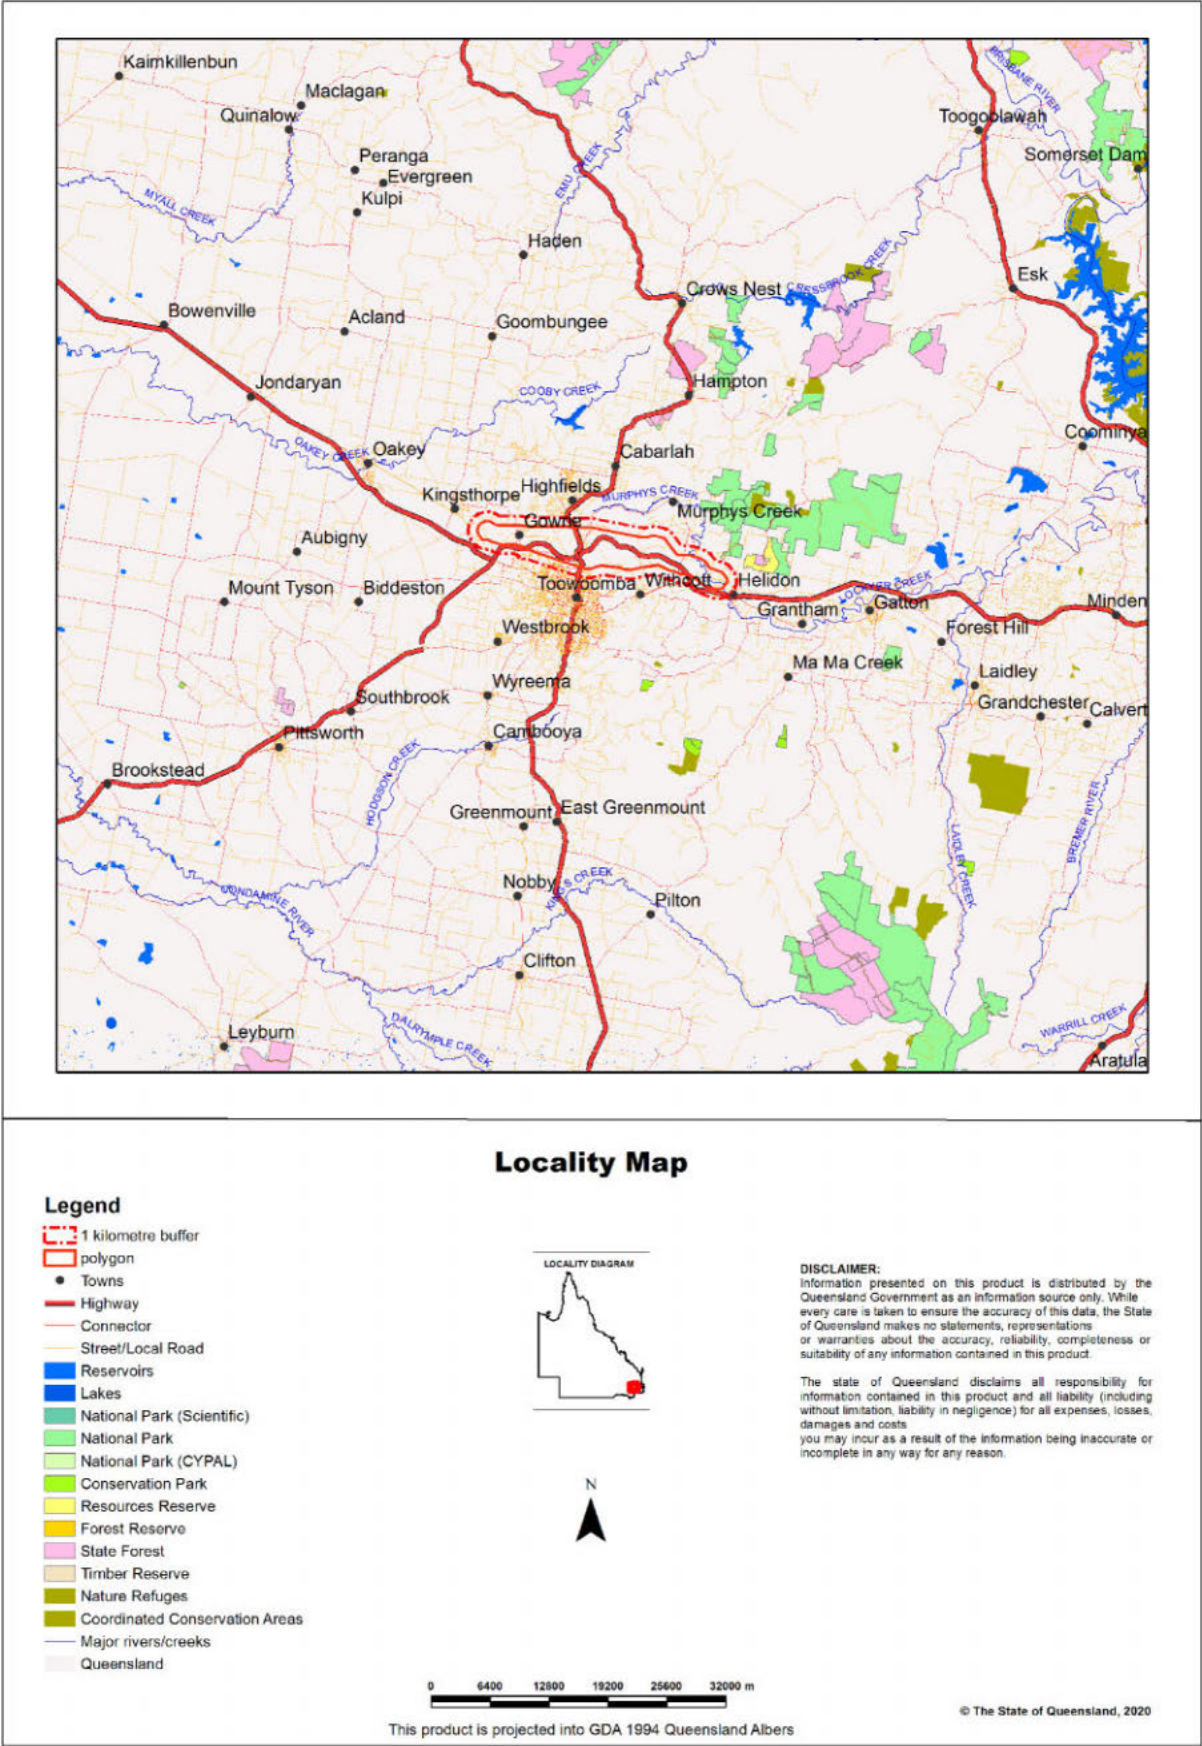 Kaimkillenbun
Maclagan
Quinalow
BRISBANE RIVER
Toogoolawah
Peranga
Evergreen
Somerset Dam
EMU CREEK
Kulpi
MYALL CREEK
Haden
CRESSBROOK CREEK
Esk
Crows Nest
Bowenville
Acland
Goombungee
Jondaryan
COOBY CREEK
Hampton
Coominya
OAKEY CREEK
Oakey
Cabarlah
Kingsthorpe
Highfields
MURPHYS CREEK
Murphys Creek
Gowrie
Aubigny
Mount Tyson
Biddeston
Toowoomba
Withcott
Helidon
LOCKYER CREEK
Grantham
Gatton
Minden
Westbrook
Forest Hill
Ma Ma Creek
Laidley
Wyreema
Southbrook
Grandchester
Calvert
Pittsworth
Cambooya
HODGSON CREEK
Brookstead
Greenmount
East Greenmount
BREMER RIVER
LAIDLEY CREEK
Nobby
KINGS CREEK
CONDAMINE RIVER
Pilton
Clifton
DALRYMPLE CREEK
Leyburn
WARRILL CREEK
Aratula
Locality Map
Legend
1 kilometre buffer
polygon
Towns
Highway
Connector
Street/Local Road
Reservoirs
Lakes
National Park (Scientific)
National Park
National Park (CYPAL)
Conservation Park
Resources Reserve
Forest Reserve
State Forest
Timber Reserve
Nature Refuges
Coordinated Conservation Areas
Major rivers/creeks
Queensland
LOCALITY DIAGRAM
N
DISCLAIMER:
Information presented on this product is distributed by the
Queensland Government as an information source only. While
every care is taken to ensure the accuracy of this data, the State
of Queensland makes no statements, representations
or warranties about the accuracy, reliability, completeness or
suitability of any information contained in this product.
The state of Queensland disclaims all responsibility for
information contained in this product and all liability (including
without limitation, liability in negligence) for all expenses, losses,
damages and costs
you may incur as a result of the information being inaccurate or
incomplete in any way for any reason.
0 6400 12800 19200 25600 32000 m
This product is projected into GDA 1994 Queensland Albers
© The State of Queensland, 2020